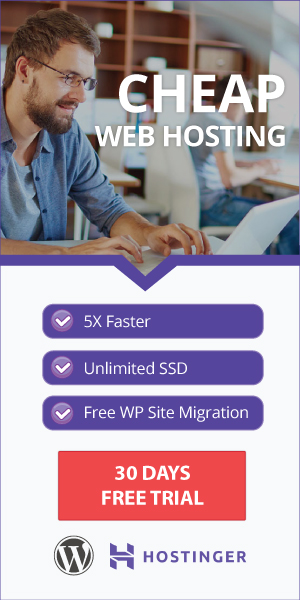 CHEAP
WEB HOSTING
5X Faster
Unlimited SSD
Free WP Site Migration
30 DAYS
FREE TRIAL
W HOSTINGER